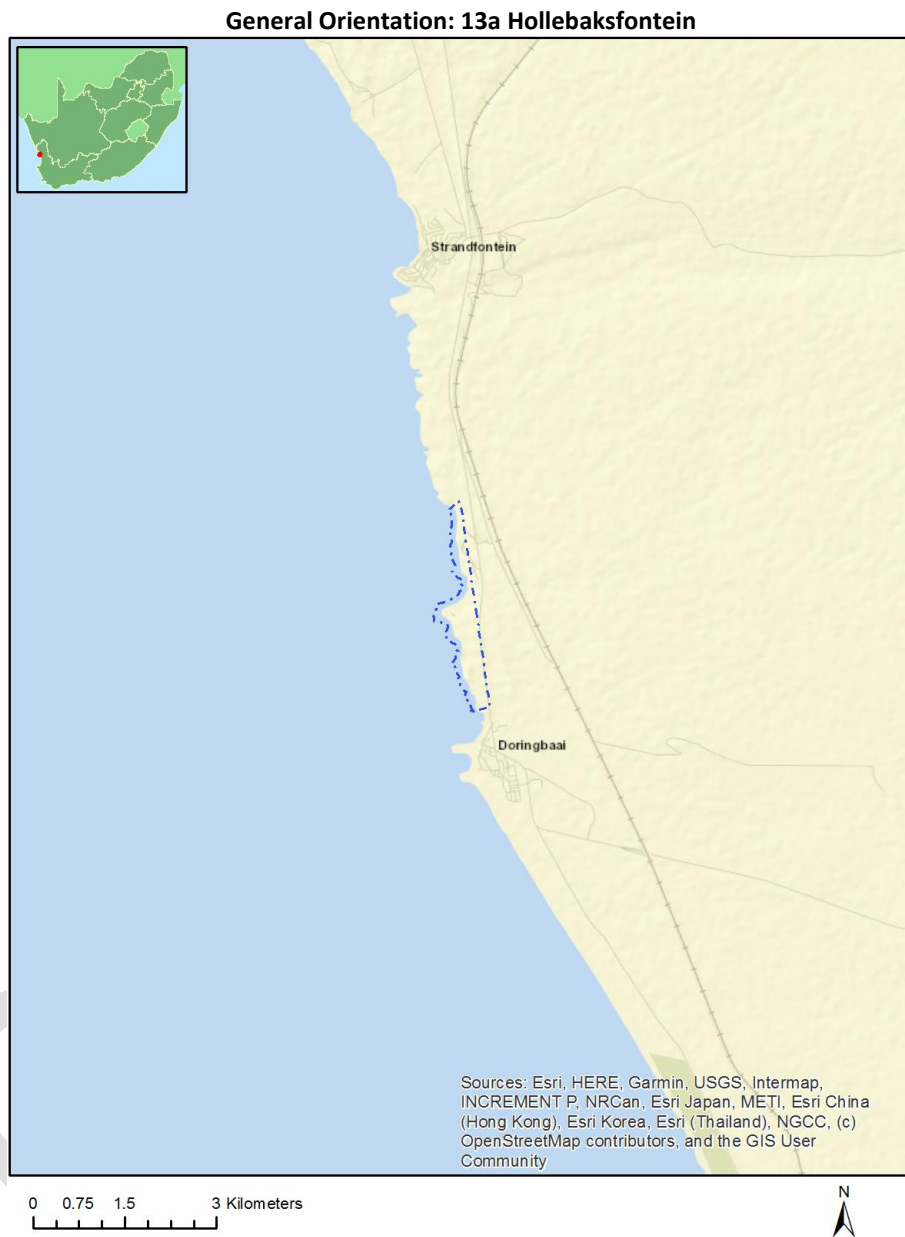 General Orientation: 13a Hollebaksfontein
Strandfontein
Doringbaai
Sources: Esri, HERE, Garmin, USGS, Intermap,
INCREMENT P, NRCan, Esri Japan, METI, Esri China
(Hong Kong), Esri Korea, Esri (Thailand), NGCC, (c)
OpenStreetMap contributors, and the GIS User
Community
0 0.75 1.5 3 Kilometers
N